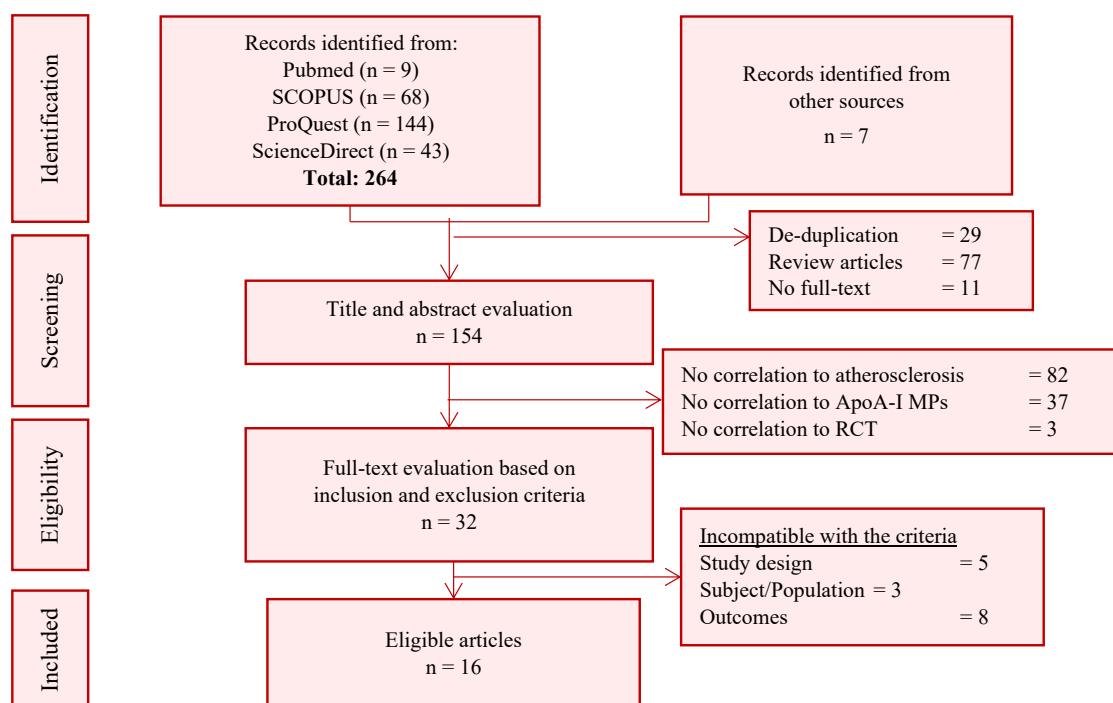 Identification
Records identified from:
Pubmed (n = 9)
SCOPUS (n = 68)
ProQuest (n = 144)
ScienceDirect (n = 43)
Total: 264
Records identified from
other sources
n = 7
De-duplication = 29
Review articles = 77
No full-text = 11
Screening
Title and abstract evaluation
n = 154
No correlation to atherosclerosis = 82
No correlation to ApoA-I MPs = 37
No correlation to RCT = 3
Eligibility
Full-text evaluation based on
inclusion and exclusion criteria
n = 32
Incompatible with the criteria
Study design = 5
Subject/Population = 3
Outcomes = 8
Included
Eligible articles
n = 16